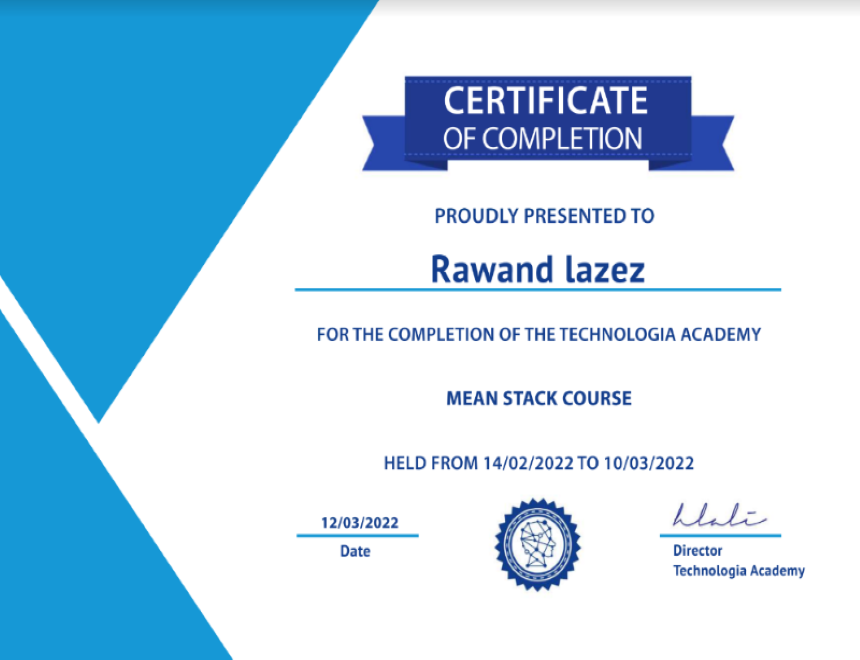 CERTIFICATE
OF COMPLETION
PROUDLY PRESENTED TO
Rawand lazez
FOR THE COMPLETION OF THE TECHNOLOGIA ACADEMY
MEAN STACK COURSE
HELD FROM 14/02/2022 TO 10/03/2022
12/03/2022
Date
Director
Technologia Academy